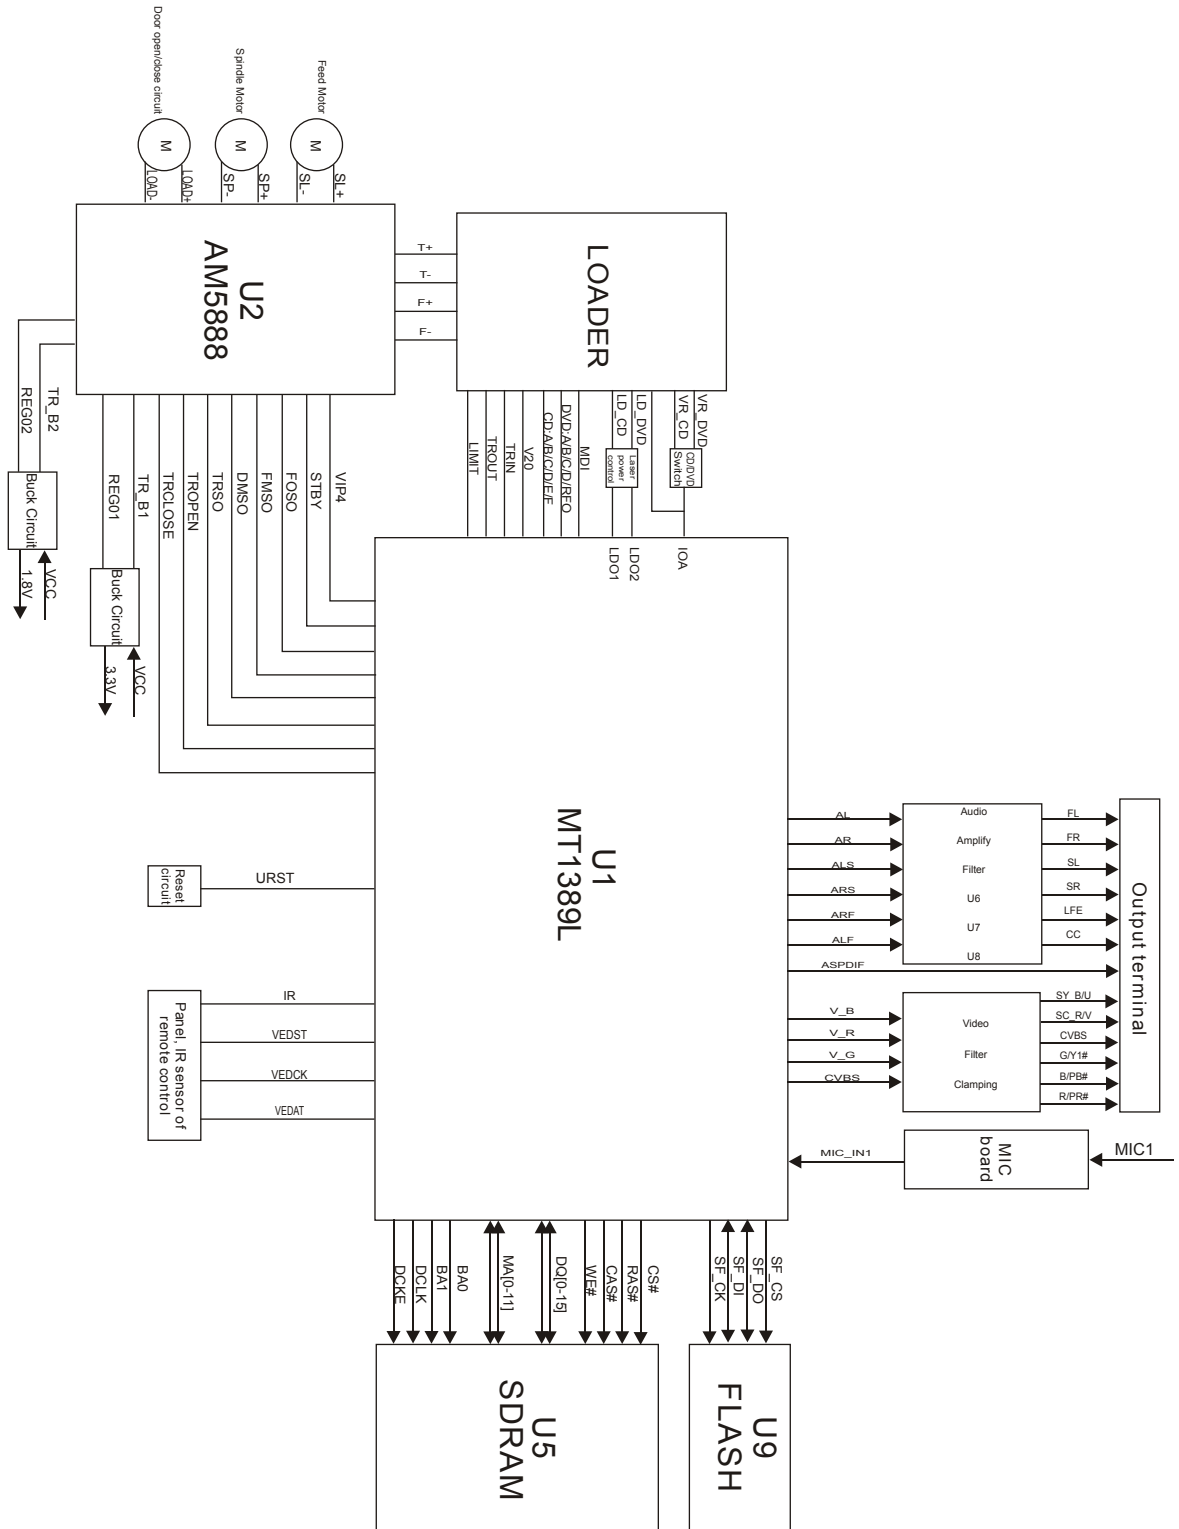 Door open/close circuit
Spindle Motor
Feed Motor
M
M
M
LOAD-
LOAD+
SP-
SP+
SL-
SL+
U2
AM5888
T+
T-
F+
F-
LOADER
TR_B2
REG02
Buck Circuit
VCC
1.8V
REG01
TR_B1
Buck Circuit
VCC
3.3V
TRCLOSE
TROPEN
TRSO
DMSO
FMSO
FOSO
STBY
VIP4
LIMIT
TROUT
TRIN
V20
CD:A/B/C/D/E/F
DVD:A/B/C/D/RFO
MDI
LD_CD
LD_DVD
VR_CD
VR_DVD
Laser
power
control
CD/DVD
Switch
LDO1
LDO2
IOA
U1
MT1389L
Reset
circuit
URST
Panel, IR sensor of
remote control
IR
VEDST
VEDCK
VEDAT
AL
AR
ALS
ARS
ARF
ALF
ASPDIF
Audio
Amplify
Filter
U6
U7
U8
FL
FR
SL
SR
LFE
CC
Output terminal
V_B
V_R
V_G
CVBS
Video
Filter
Clamping
SY_B/U
SC_R/V
CVBS
G/Y1#
B/PB#
R/PR#
MIC_IN1
MIC
board
MIC1
DCKE
DCLK
BA1
BA0
MA[0-11]
DQ[0-15]
WE#
CAS#
RAS#
CS#
SF_CK
SF_DI
SF_DO
SF_CS
U5
SDRAM
U9
FLASH